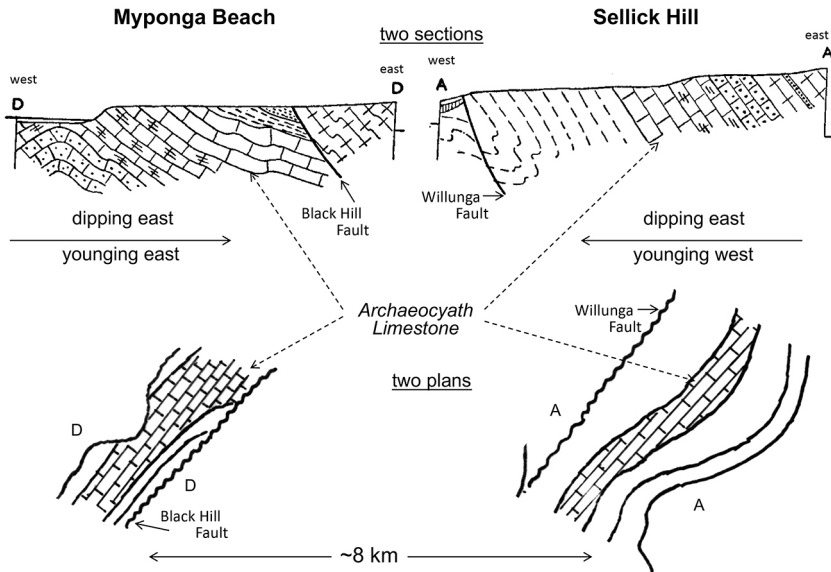 Myponga Beach
Sellick Hill
two sections
west
D
east
D
west
A
east
A
Black Hill
Fault
Willunga
Fault
dipping east
younging east
dipping east
younging west
Archaeocyath
Limestone
Willunga
Fault
two plans
D
D
A
A
Black Hill
Fault
~8 km